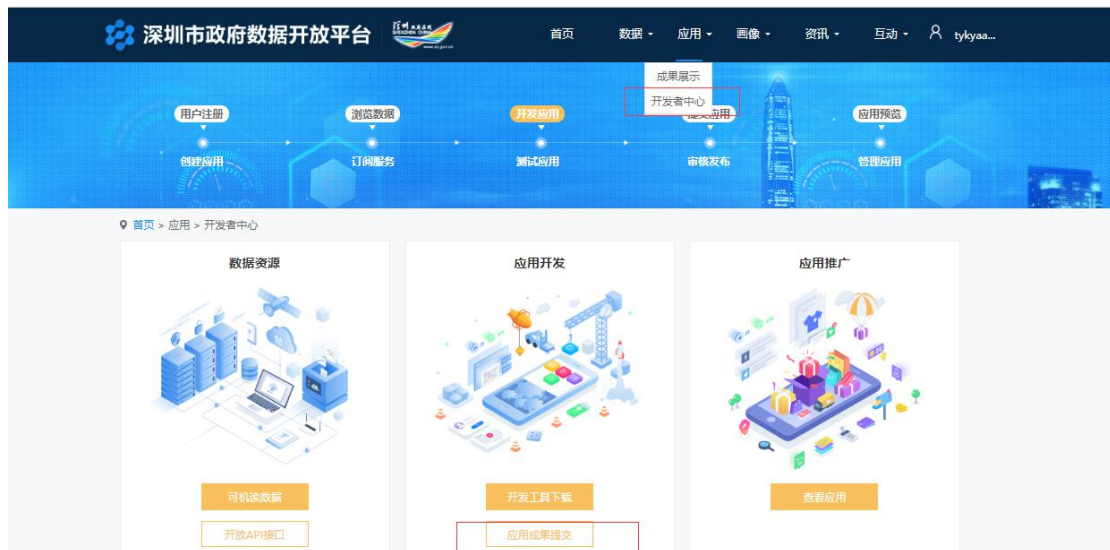 深圳市政府数据开放平台
首页 数据 应用 画像 资讯 互动 tykyaa...
成果展示
开发者中心
用户注册 浏览数据 开发应用 提交应用 应用预览
创建应用 订阅服务 测试应用 审核发布 管理应用
首页 > 应用 > 开发者中心
数据资源 应用开发 应用推广
可机读数据 开发工具下载 查看应用
开放API接口 应用成果提交